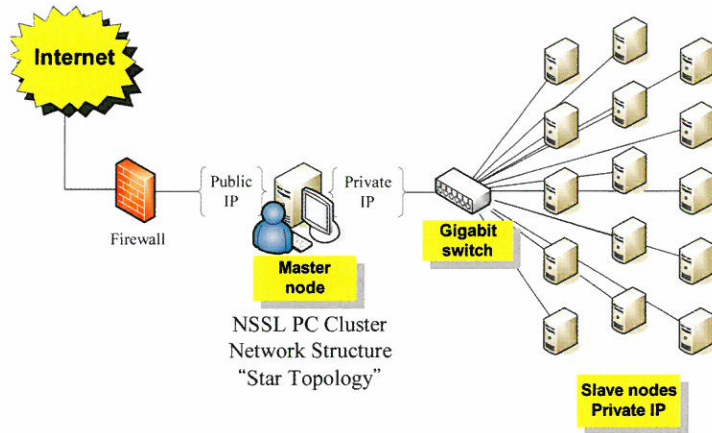 Internet
Firewall
Public
IP
Private
IP
Master
node
Gigabit
switch
NSSL PC Cluster
Network Structure
“Star Topology”
Slave nodes
Private IP